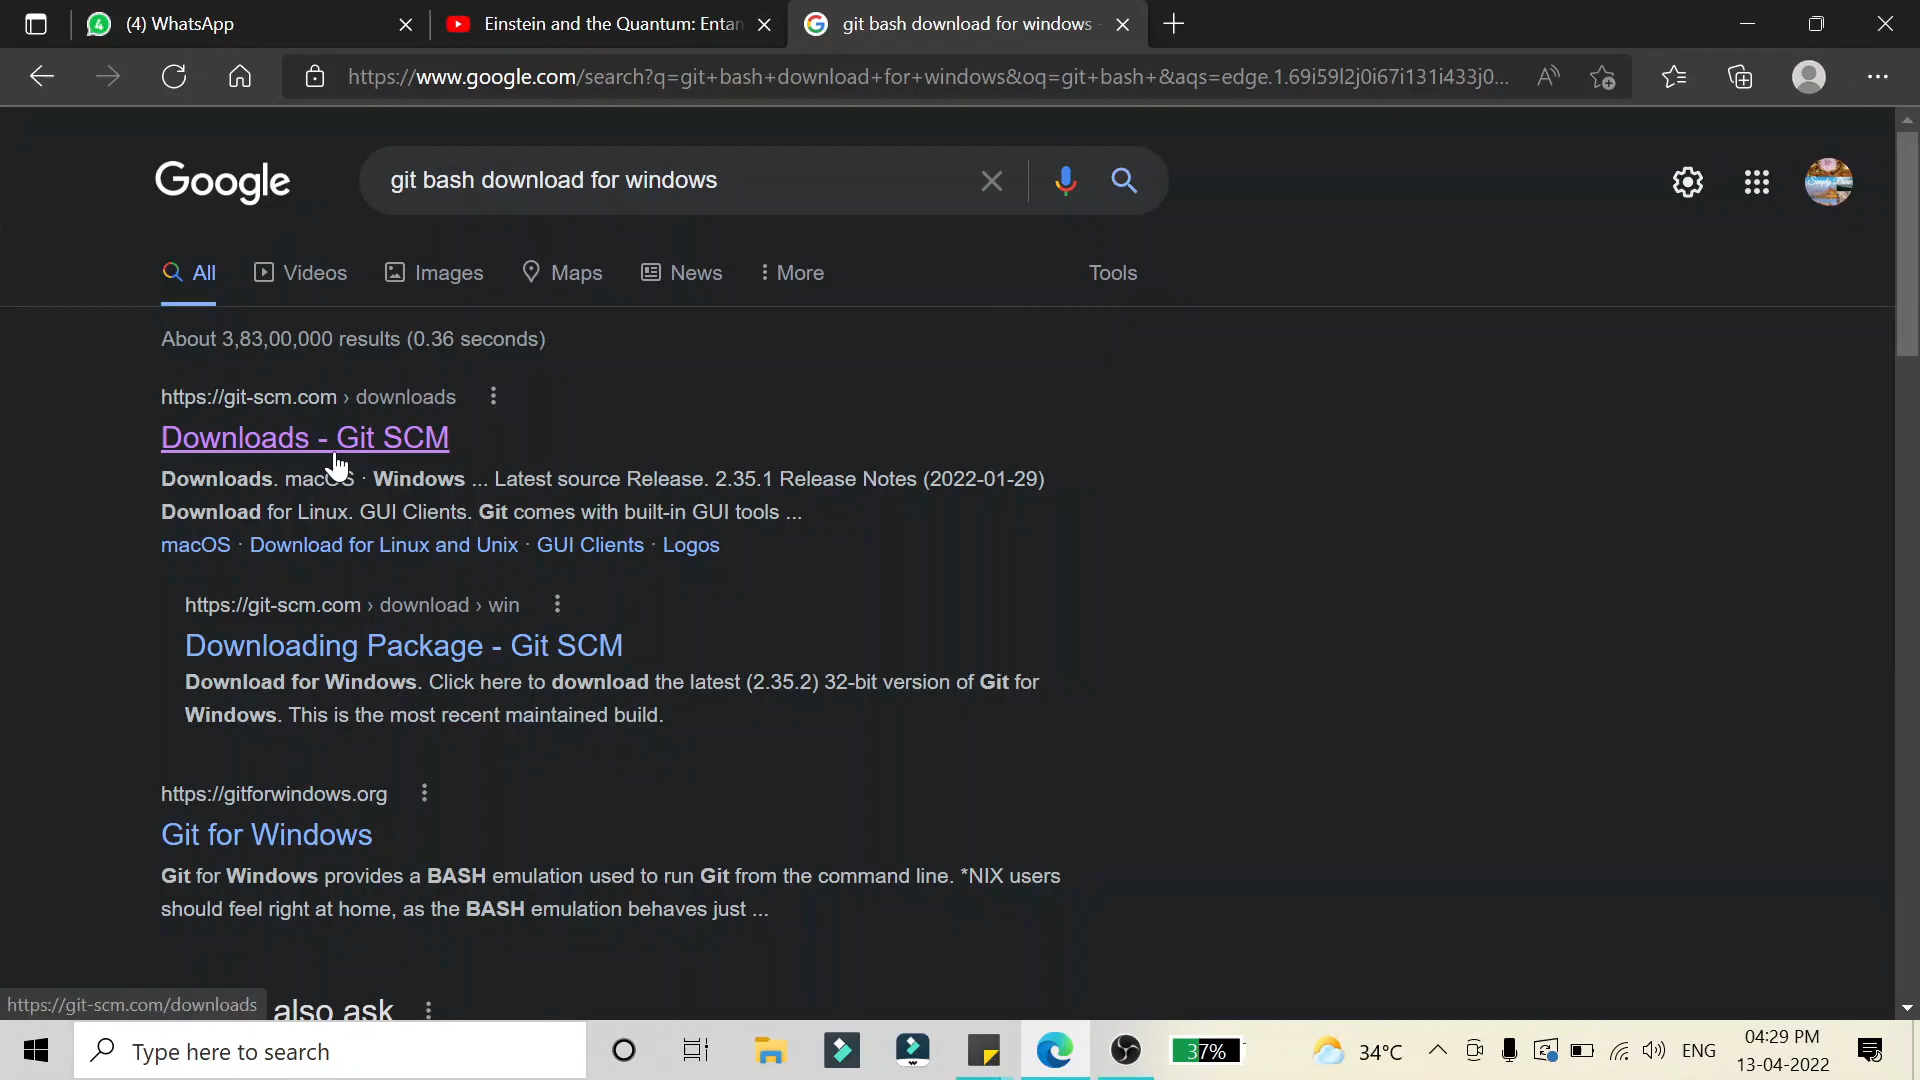 (4) WhatsApp
Einstein and the Quantum: Entan
git bash download for windows -
https://www.google.com/search?q=git+bash+download+for+windows&oq=git+bash+&aqs=edge.1.69i59l2j0i67i131i433j0...
Google
git bash download for windows
All
Videos
Images
Maps
News
More
Tools
About 3,83,00,000 results (0.36 seconds)
https://git-scm.com › downloads
Downloads - Git SCM
Downloads. macOS · Windows ... Latest source Release. 2.35.1 Release Notes (2022-01-29)
Download for Linux. GUI Clients. Git comes with built-in GUI tools ...
macOS · Download for Linux and Unix · GUI Clients · Logos
https://git-scm.com › download › win
Downloading Package - Git SCM
Download for Windows. Click here to download the latest (2.35.2) 32-bit version of Git for
Windows. This is the most recent maintained build.
https://gitforwindows.org
Git for Windows
Git for Windows provides a BASH emulation used to run Git from the command line. *NIX users
should feel right at home, as the BASH emulation behaves just ...
https://git-scm.com/downloads
also ask
Type here to search
37%
34°C
ENG
04:29 PM
13-04-2022